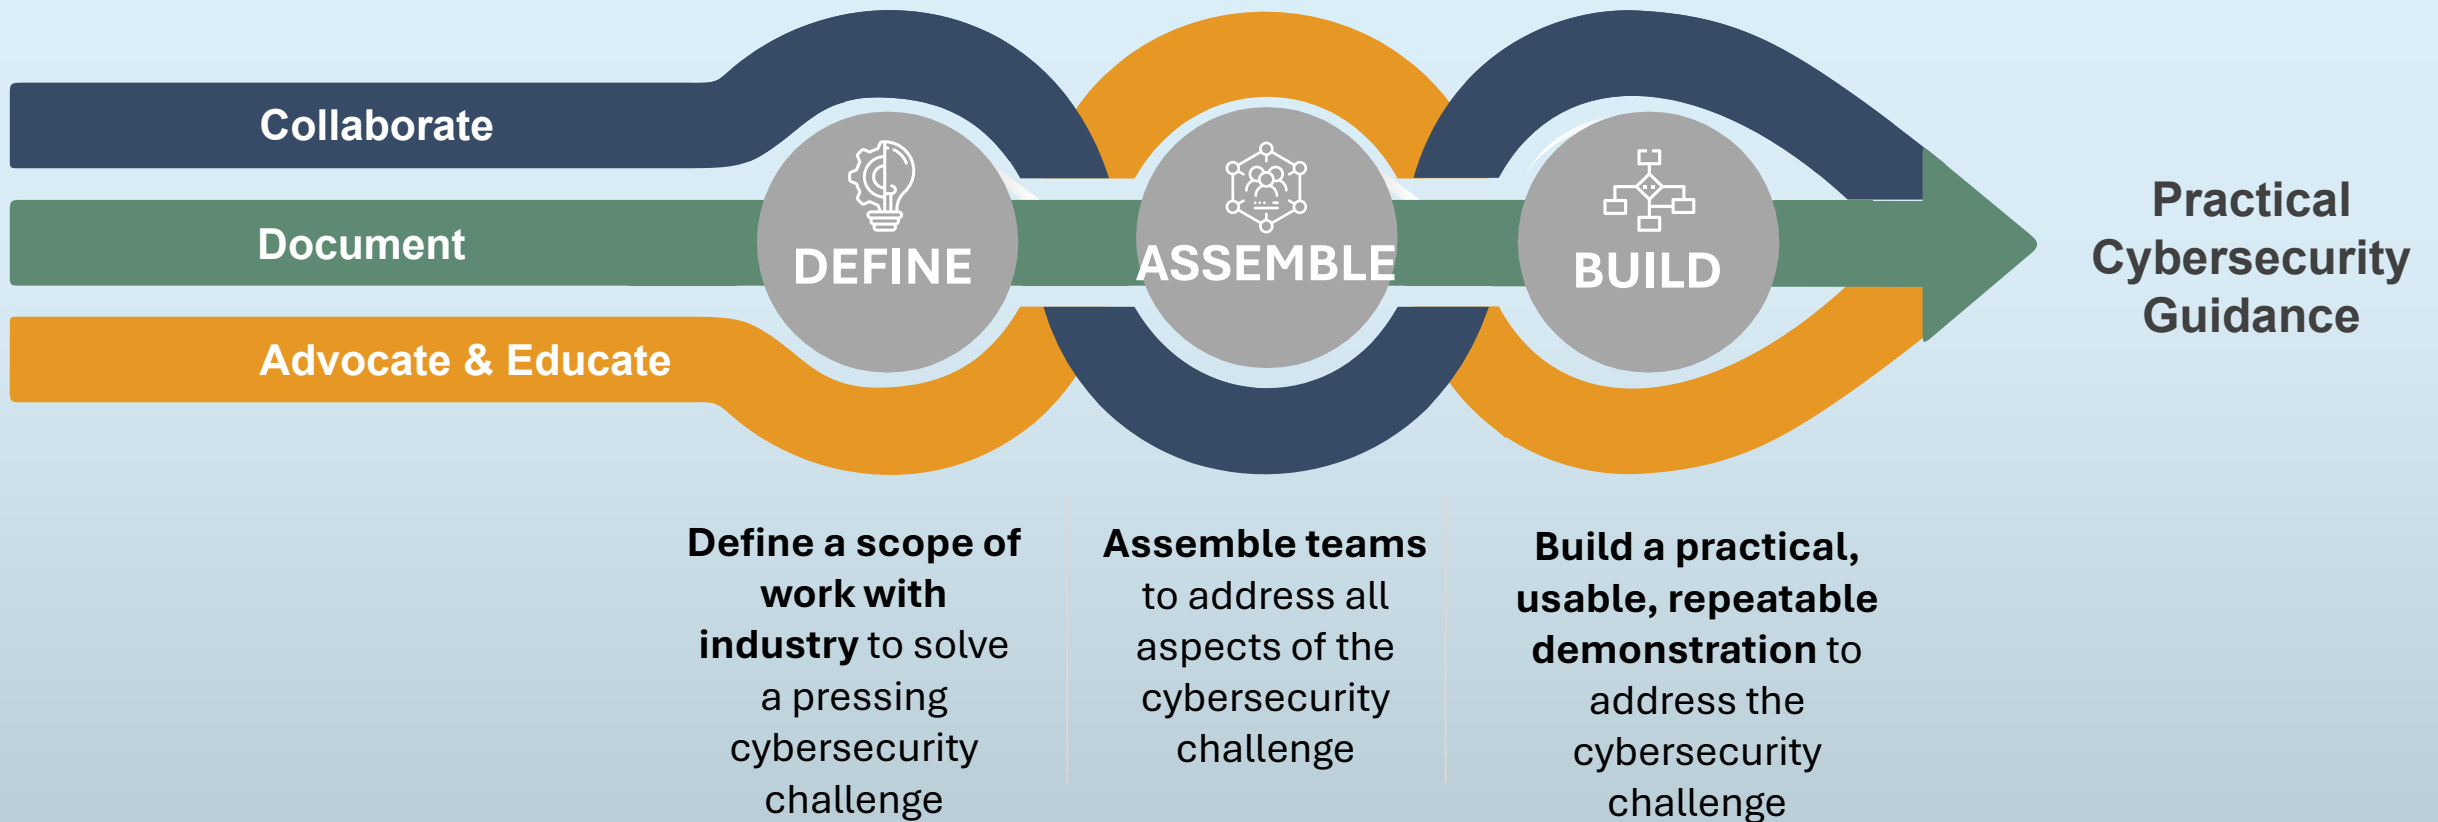 Collaborate
Document
Advocate & Educate
DEFINE
ASSEMBLE
BUILD
Practical
Cybersecurity
Guidance
Define a scope of
work with
industry to solve
a pressing
cybersecurity
challenge
Assemble teams
to address all
aspects of the
cybersecurity
challenge
Build a practical,
usable, repeatable
demonstration to
address the
cybersecurity
challenge